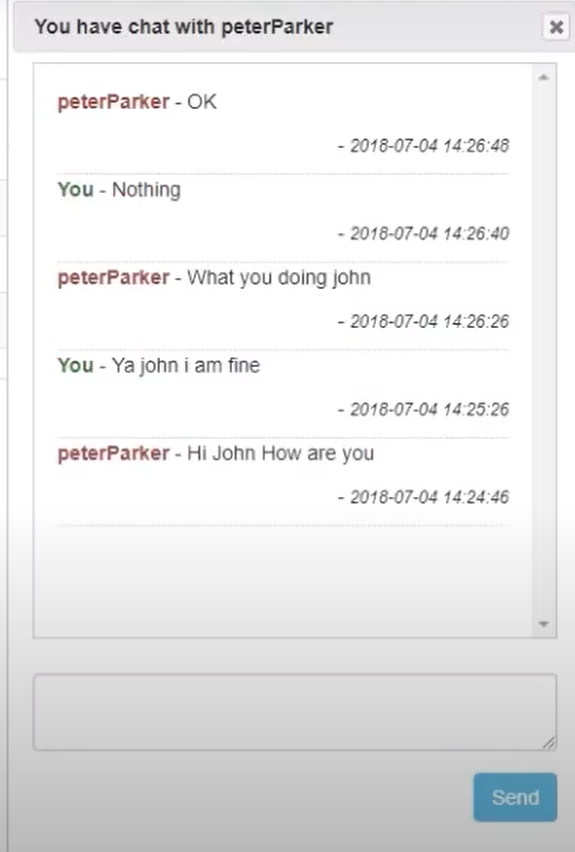 You have chat with peterParker
peterParker - OK
- 2018-07-04 14:26:48
You - Nothing
- 2018-07-04 14:26:40
peterParker - What you doing john
- 2018-07-04 14:26:26
You - Ya john i am fine
- 2018-07-04 14:25:26
peterParker - Hi John How are you
- 2018-07-04 14:24:46
Send